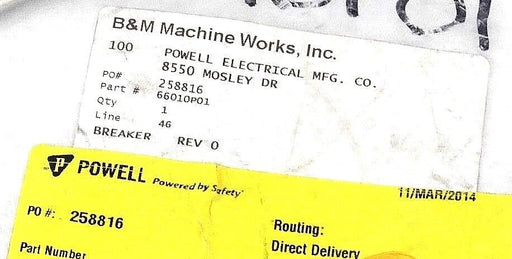 B&M Machine Works, Inc.
100 POWELL ELECTRICAL MFG. CO.
8550 MOSLEY DR
PO# 258816
Part # 66010P01
Qty 1
Line 46
BREAKER REV 0
POWELL Powered by Safety®
11/MAR/2014
PO #: 258816
Routing:
Direct Delivery
Part Number